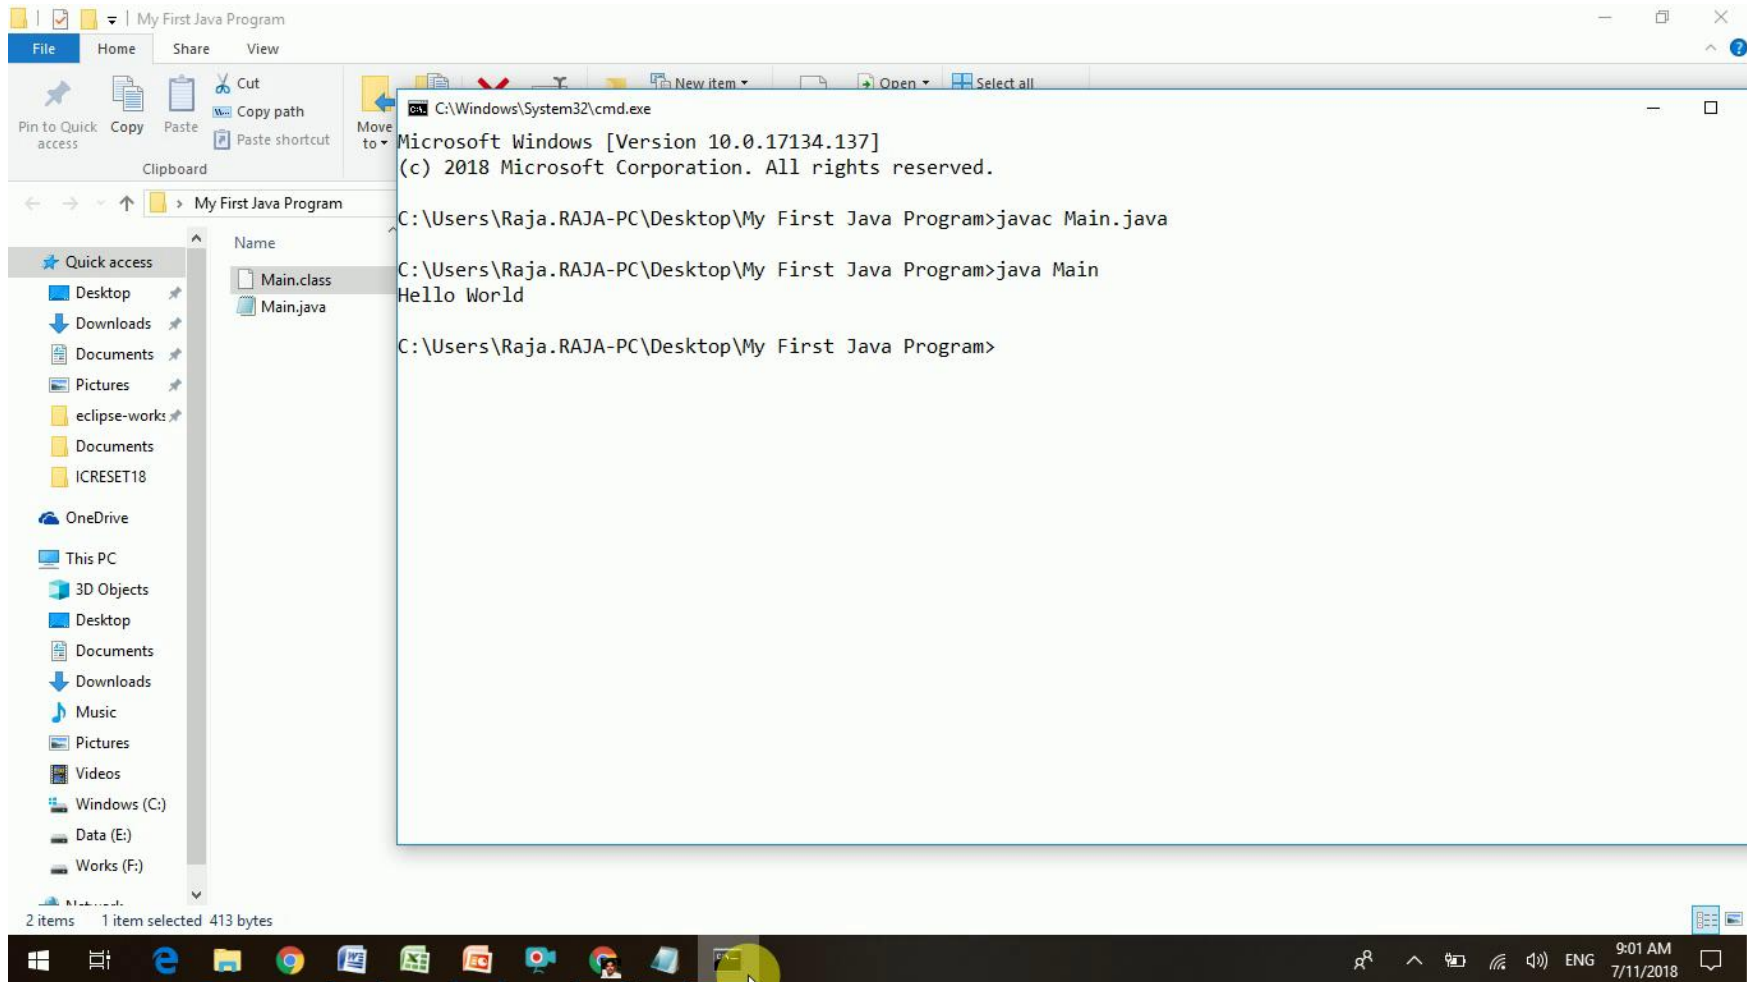 My First Java Program
File Home Share View
Pin to Quick access
Copy
Paste
Cut
Copy path
Paste shortcut
Clipboard
Move to
New item
Open
Select all
My First Java Program
Name
Main.class
Main.java
Quick access
Desktop
Downloads
Documents
Pictures
eclipse-works
Documents
ICRESET18
OneDrive
This PC
3D Objects
Desktop
Documents
Downloads
Music
Pictures
Videos
Windows (C:)
Data (E:)
Works (F:)
2 items 1 item selected 413 bytes
C:\Windows\System32\cmd.exe
Microsoft Windows [Version 10.0.17134.137]
(c) 2018 Microsoft Corporation. All rights reserved.
C:\Users\Raja.RAJA-PC\Desktop\My First Java Program>javac Main.java
C:\Users\Raja.RAJA-PC\Desktop\My First Java Program>java Main
Hello World
C:\Users\Raja.RAJA-PC\Desktop\My First Java Program>
ENG
9:01 AM
7/11/2018